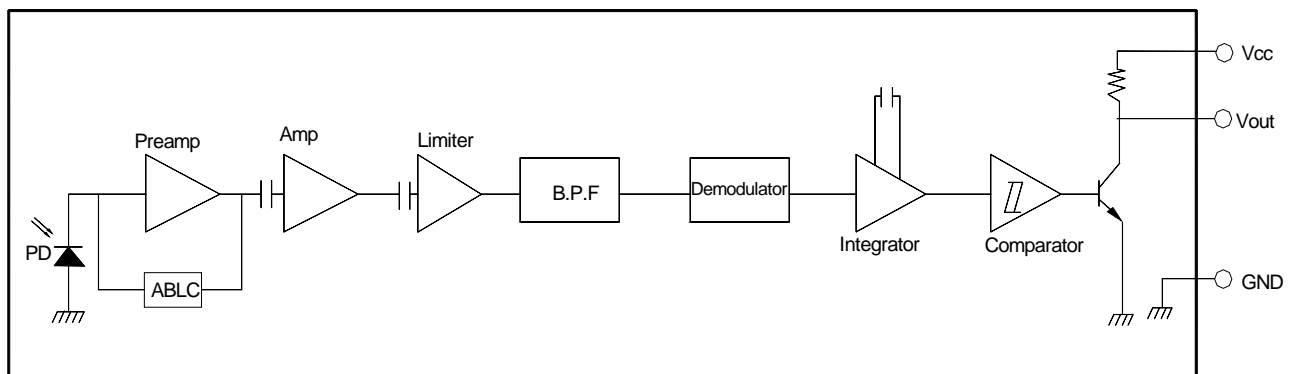 Vcc
Vout
Preamp
Amp
Limiter
B.P.F
Demodulator
Integrator
Comparator
PD
ABLC
GND